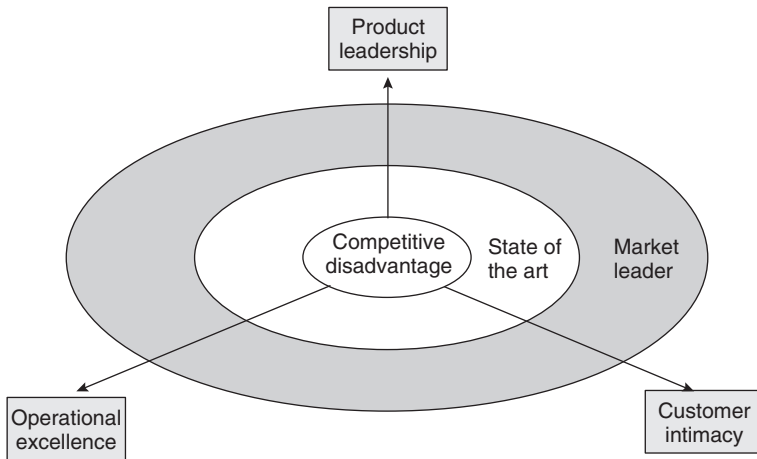 Product
leadership
Competitive
disadvantage
State of
the art
Market
leader
Operational
excellence
Customer
intimacy